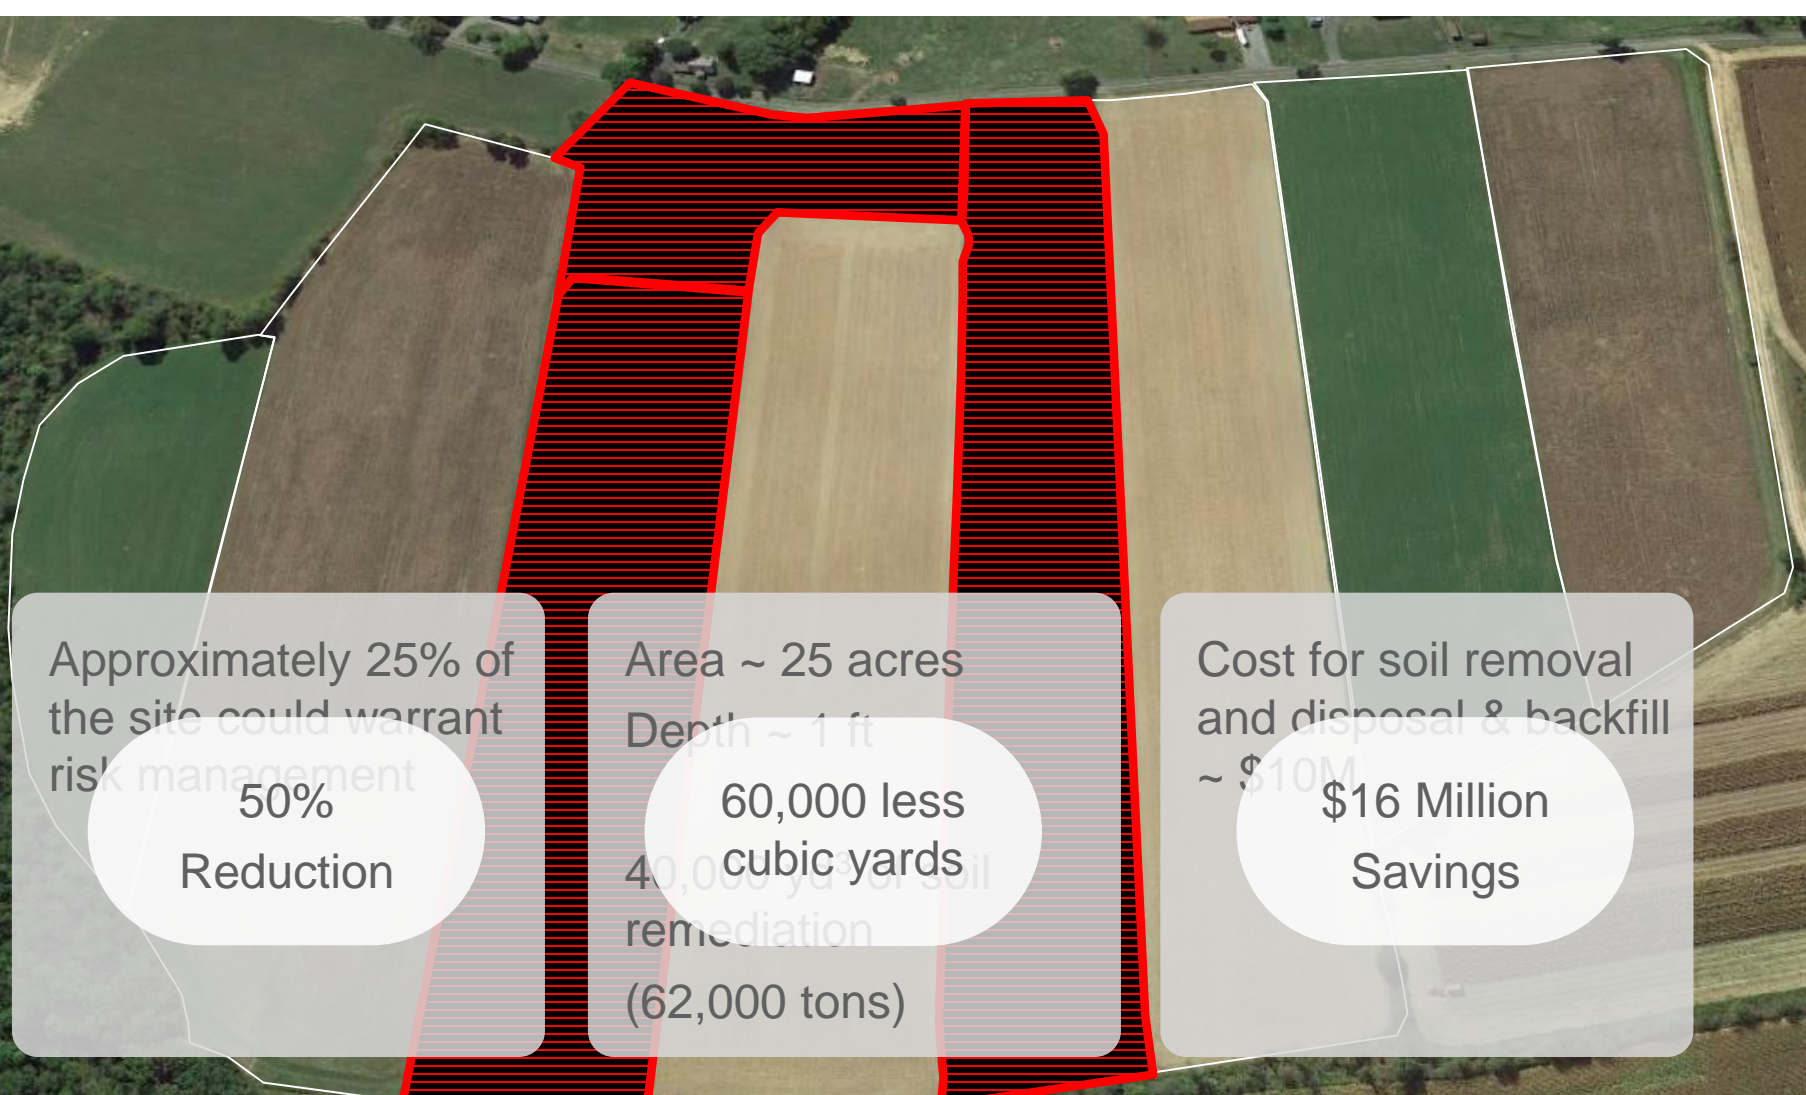 Approximately 25% of
the site could warrant
risk management
50%
Reduction
Area ~ 25 acres
Depth ~ 1 ft
40,000 yd³ of soil
remediation
(62,000 tons)
60,000 less
cubic yards
Cost for soil removal
and disposal & backfill
~ $10M
$16 Million
Savings